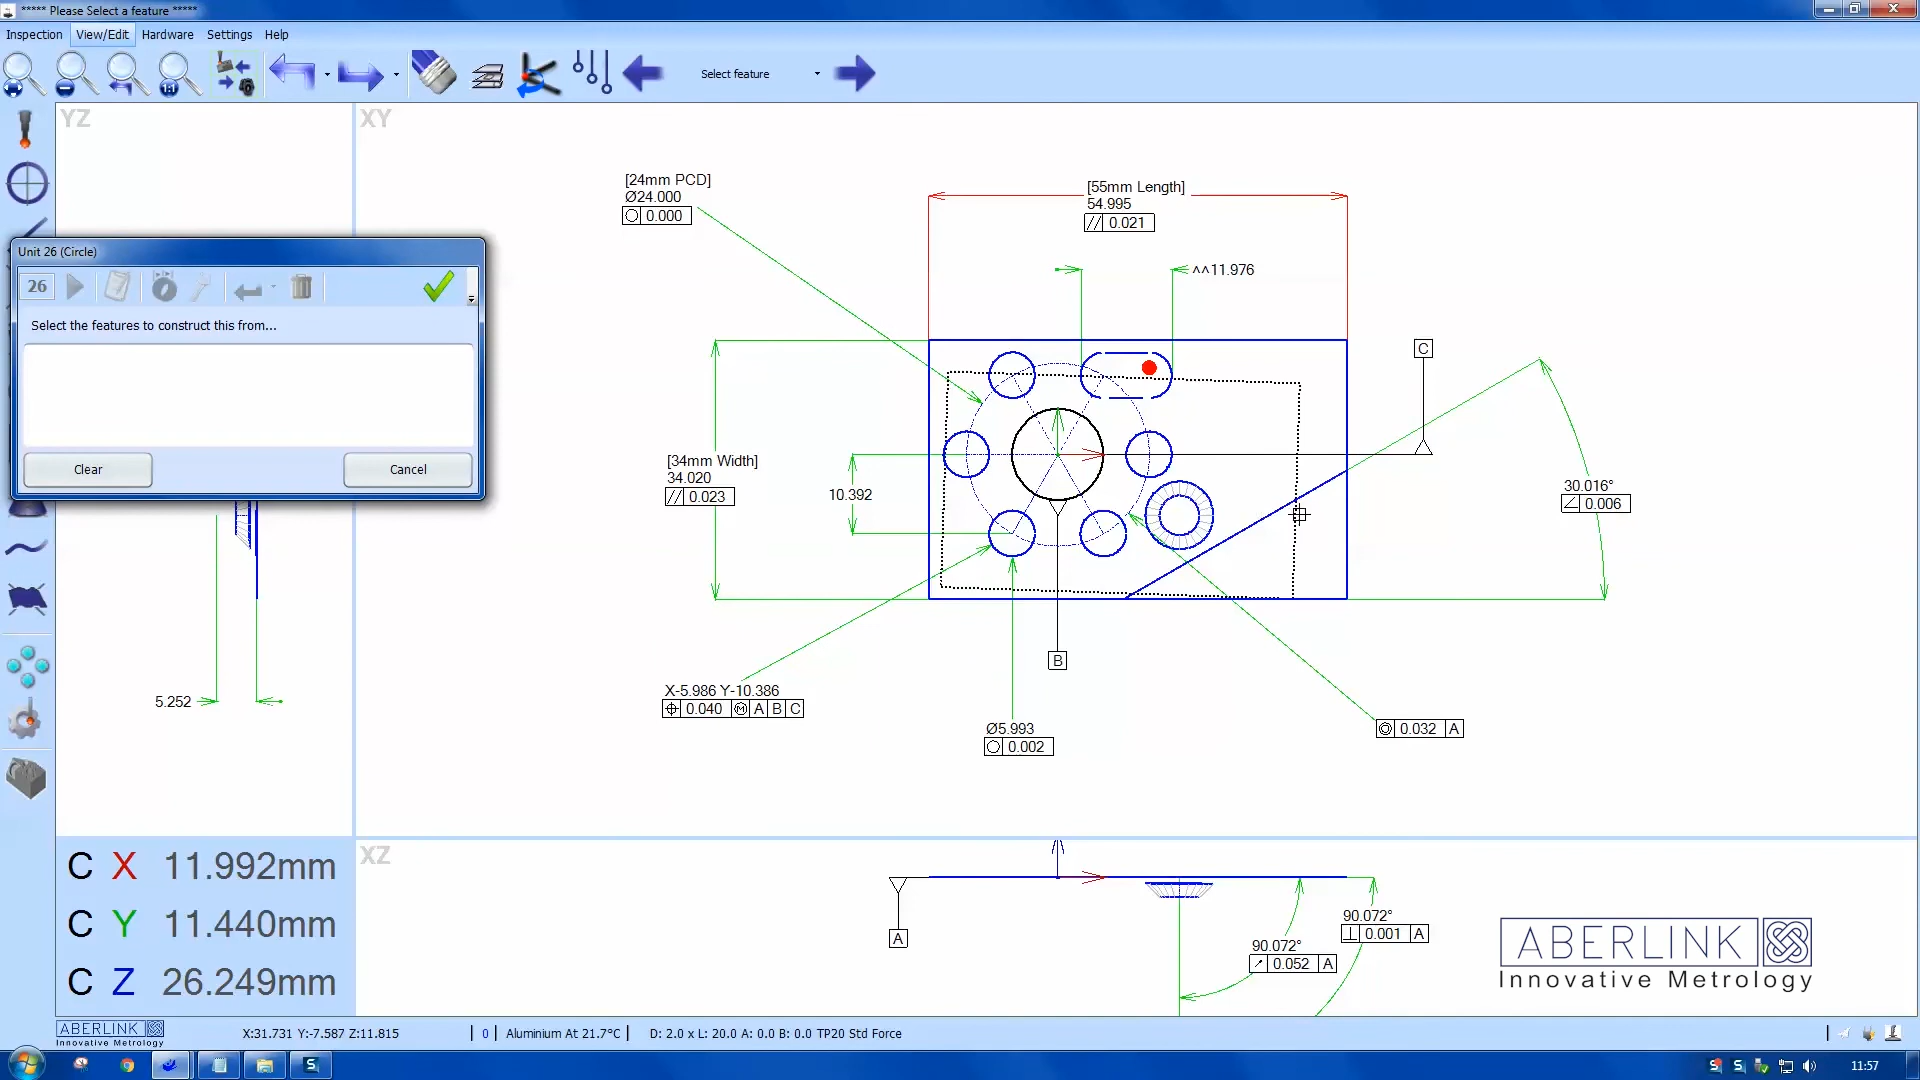 ***** Please Select a feature *****
Inspection View/Edit Hardware Settings Help
1:1
Select feature
YZ
XY
[24mm PCD]
Ø24.000
0.000
[55mm Length]
54.995
// 0.021
^^11.976
Unit 26 (Circle)
26
Select the features to construct this from...
Clear
Cancel
C
[34mm Width]
34.020
// 0.023
10.392
30.016°
∠ 0.006
B
5.252
X-5.986 Y-10.386
⌖ 0.040 Ⓜ A B C
Ø5.993
○ 0.002
◎ 0.032 A
C X 11.992mm
C Y 11.440mm
C Z 26.249mm
XZ
A
90.072°
⟂ 0.001 A
90.072°
↗ 0.052 A
ABERLINK
Innovative Metrology
ABERLINK
Innovative Metrology
X:31.731 Y:-7.587 Z:11.815
0
Aluminium At 21.7°C
D: 2.0 x L: 20.0 A: 0.0 B: 0.0 TP20 Std Force
11:57